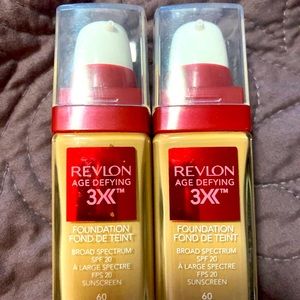 REVLON
AGE DEFYING
3X™
FOUNDATION
FOND DE TEINT
BROAD SPECTRUM
SPF 20
À LARGE SPECTRE
FPS 20
SUNSCREEN
60
REVLON
AGE DEFYING
3X™
FOUNDATION
FOND DE TEINT
BROAD SPECTRUM
SPF 20
À LARGE SPECTRE
FPS 20
SUNSCREEN
60